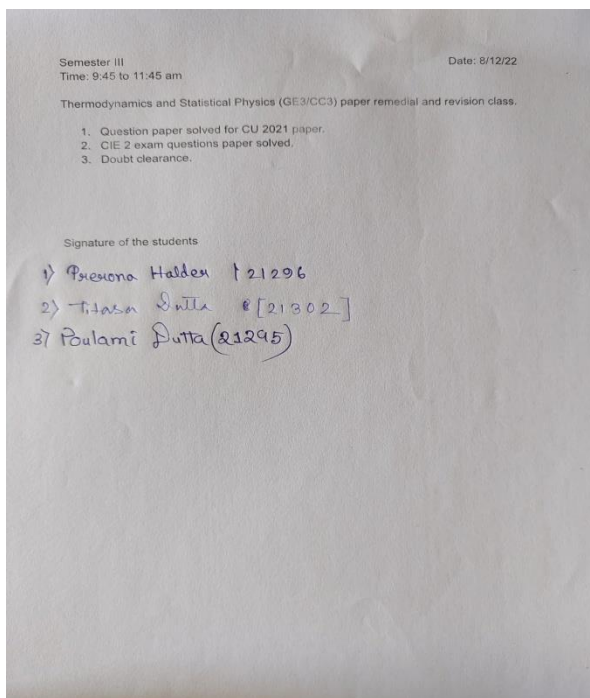 Semester III Date: 8/12/22
Time: 9:45 to 11:45 am
Thermodynamics and Statistical Physics (GE3/CC3) paper remedial and revision class.
1. Question paper solved for CU 2021 paper.
2. CIE 2 exam questions paper solved.
3. Doubt clearance.
Signature of the students
1) Prerona Halder 21296
2) Titasa Dutta [21302]
3) Poulami Dutta (21295)